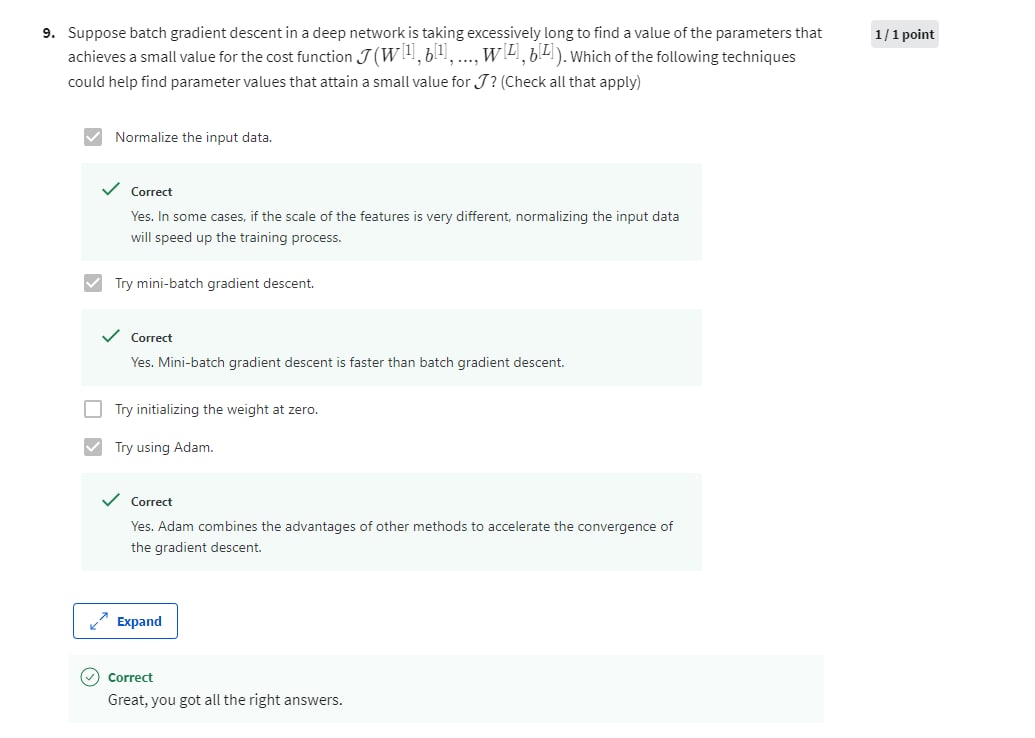 9. Suppose batch gradient descent in a deep network is taking excessively long to find a value of the parameters that
1 / 1 point
achieves a small value for the cost function 𝒥(W^[1], b^[1], ..., W^[L], b^[L]). Which of the following techniques
could help find parameter values that attain a small value for 𝒥? (Check all that apply)
Normalize the input data.
Correct
Yes. In some cases, if the scale of the features is very different, normalizing the input data
will speed up the training process.
Try mini-batch gradient descent.
Correct
Yes. Mini-batch gradient descent is faster than batch gradient descent.
Try initializing the weight at zero.
Try using Adam.
Correct
Yes. Adam combines the advantages of other methods to accelerate the convergence of
the gradient descent.
Expand
Correct
Great, you got all the right answers.